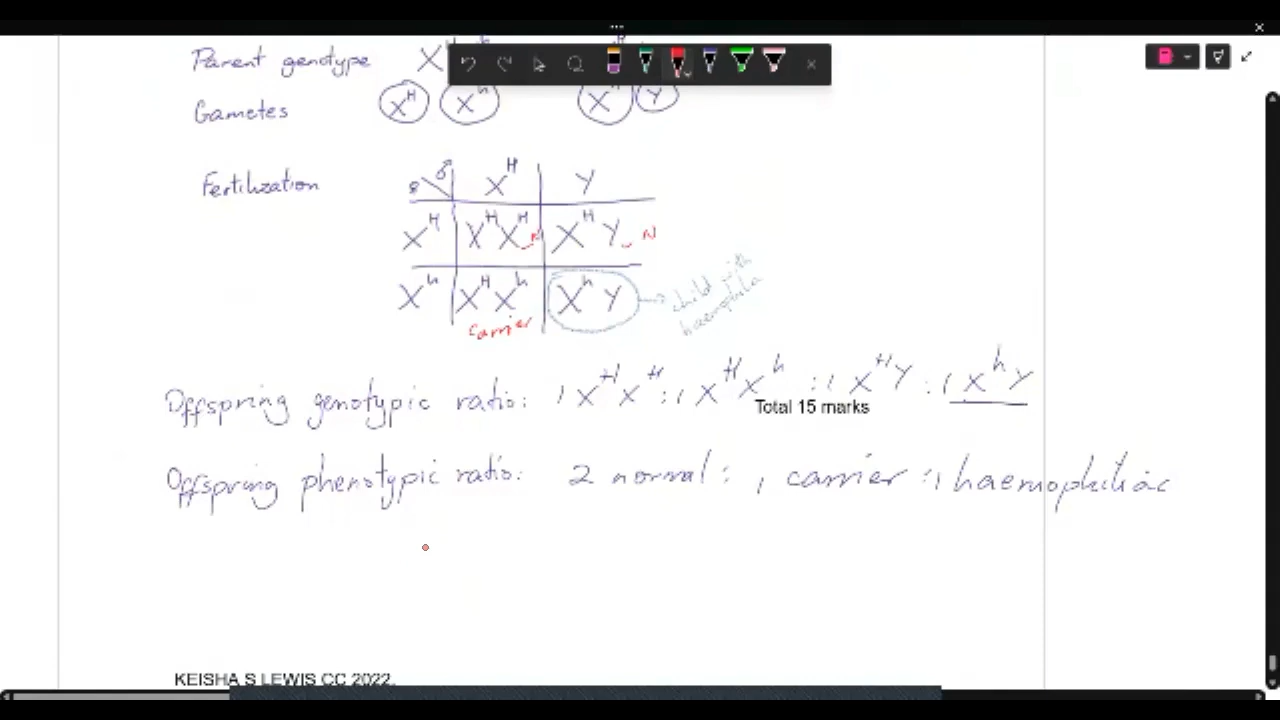 Parent genotype X
Gametes X^H X^h X Y
Fertilization ♀ ♂ X^H Y
X^H X^H X^H N X^H Y N
X^h X^H X^h X^h Y → child with haemophilia
carrier
Offspring genotypic ratio: 1 X^H X^H : 1 X^H X^h : 1 X^H Y : 1 X^h Y
Total 15 marks
Offspring phenotypic ratio: 2 normal : 1 carrier : 1 haemophiliac
KEISHA S LEWIS CC 2022.